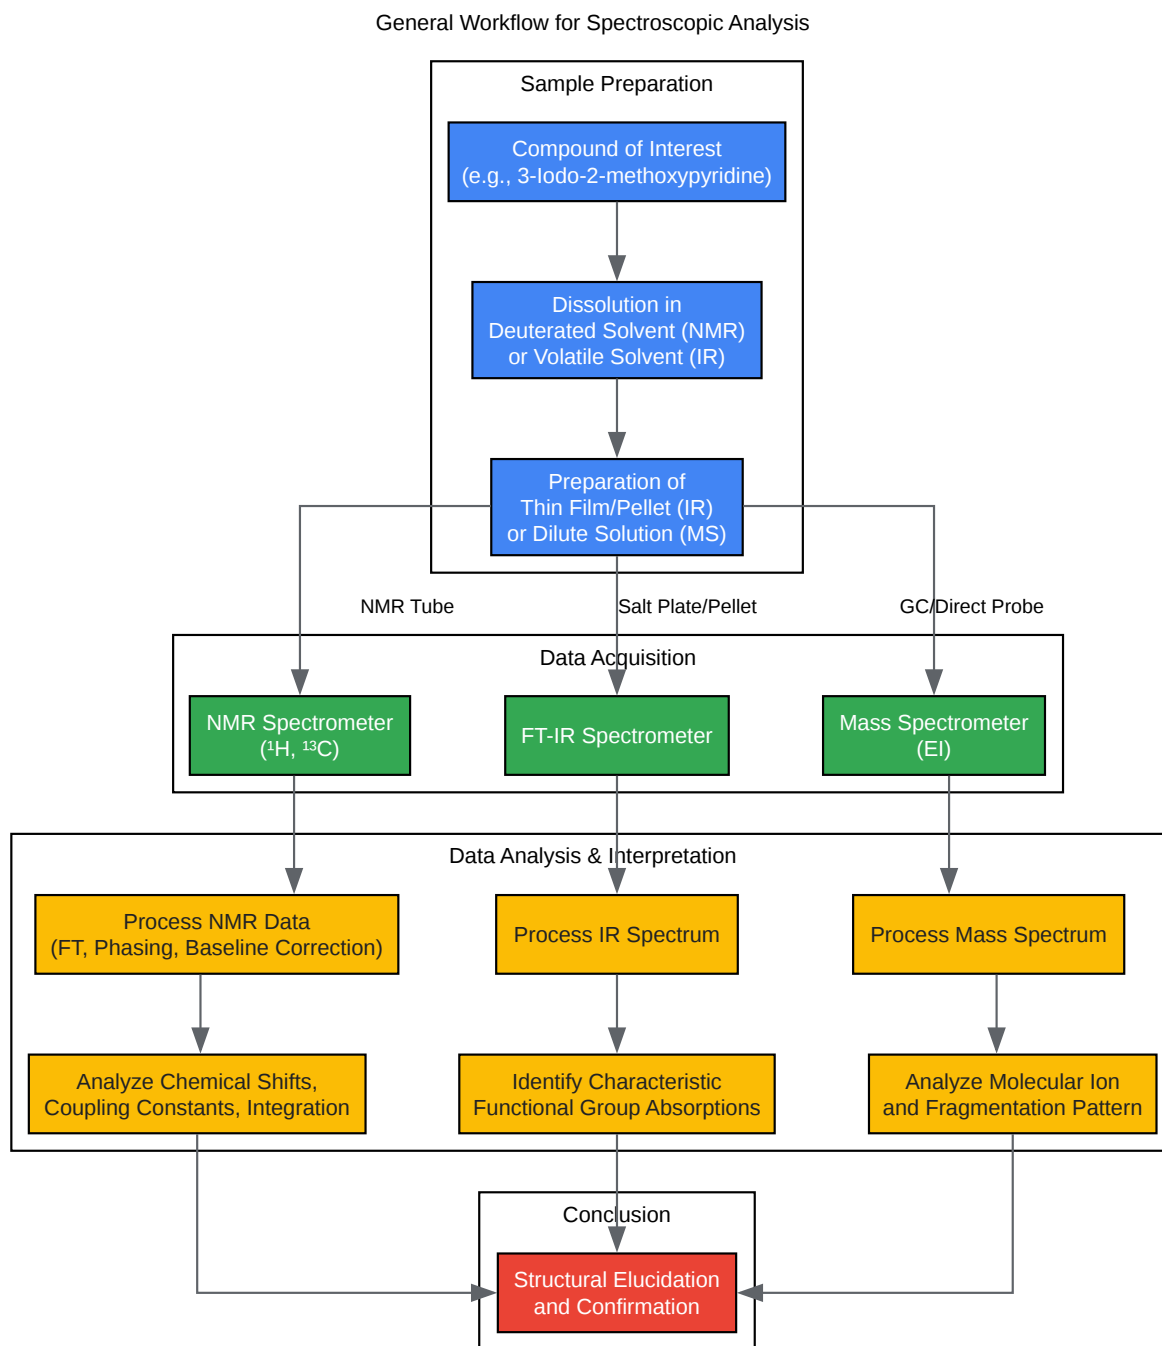 General Workflow for Spectroscopic Analysis
Sample Preparation
Compound of Interest
(e.g., 3-Iodo-2-methoxypyridine)
Dissolution in
Deuterated Solvent (NMR)
or Volatile Solvent (IR)
Preparation of
Thin Film/Pellet (IR)
or Dilute Solution (MS)
NMR Tube
Salt Plate/Pellet
GC/Direct Probe
Data Acquisition
NMR Spectrometer
(¹H, ¹³C)
FT-IR Spectrometer
Mass Spectrometer
(EI)
Data Analysis & Interpretation
Process NMR Data
(FT, Phasing, Baseline Correction)
Process IR Spectrum
Process Mass Spectrum
Analyze Chemical Shifts,
Coupling Constants, Integration
Identify Characteristic
Functional Group Absorptions
Analyze Molecular Ion
and Fragmentation Pattern
Conclusion
Structural Elucidation
and Confirmation